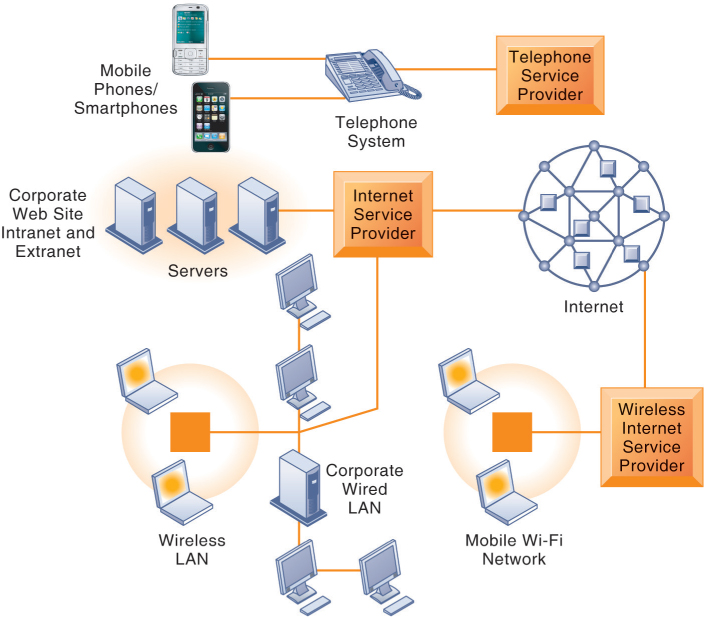 Mobile
Phones/
Smartphones
Telephone
System
Telephone
Service
Provider
Corporate
Web Site
Intranet and
Extranet
Servers
Internet
Service
Provider
Internet
Wireless
LAN
Corporate
Wired
LAN
Mobile Wi-Fi
Network
Wireless
Internet
Service
Provider